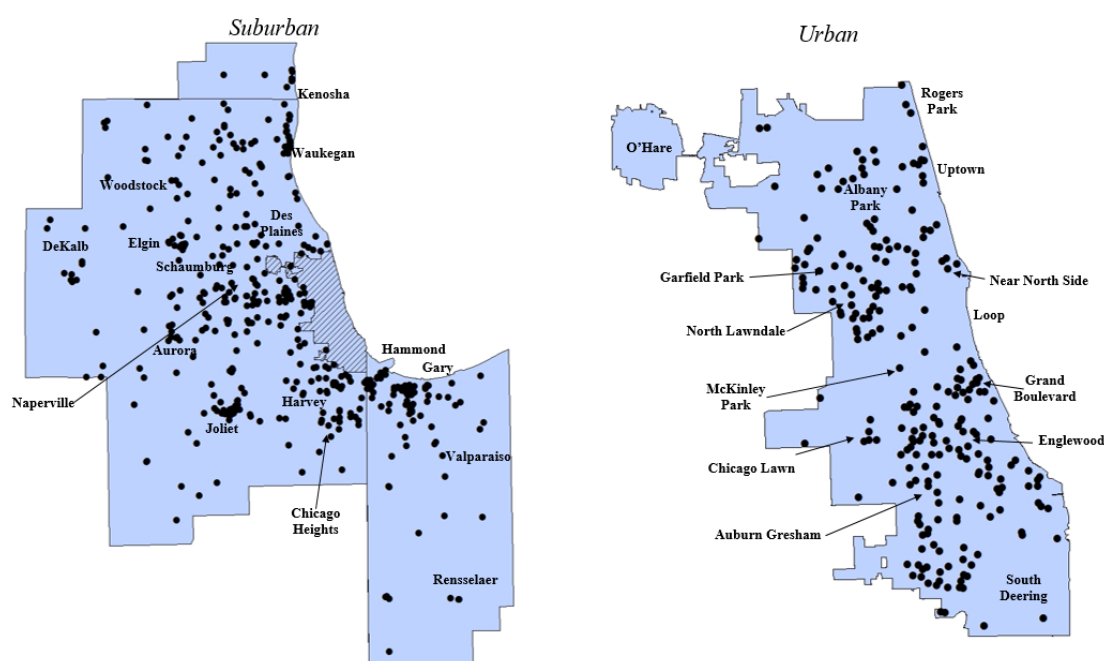 Suburban
Kenosha
Waukegan
Woodstock
Des
Plaines
DeKalb
Elgin
Schaumburg
Aurora
Naperville
Hammond
Gary
Harvey
Joliet
Valparaiso
Chicago
Heights
Rensselaer
Urban
Rogers
Park
O'Hare
Uptown
Albany
Park
Garfield Park
Near North Side
North Lawndale
Loop
McKinley
Park
Grand
Boulevard
Englewood
Chicago Lawn
Auburn Gresham
South
Deering